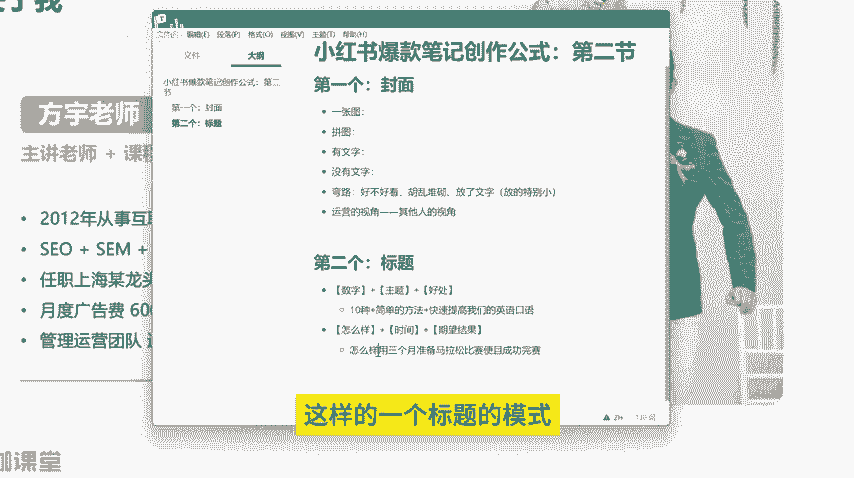 方宇老师
主讲老师 + 课程
• 2012年从事互联
• SEO + SEM +
• 任职上海某龙头
• 月度广告费 600
• 管理运营团队
编辑(E) 段落(P) 格式(O) 视图(V) 主题(T) 帮助(H)
文件 大纲
小红书爆款笔记创作公式：第二节
第一个：封面
第二个：标题
小红书爆款笔记创作公式：第二节
第一个：封面
• 一张图：
• 拼图：
• 有文字：
• 没有文字：
• 弯路：好不好看、胡乱堆砌、放了文字（放的特别小）
• 运营的视角——其他人的视角
第二个：标题
• 【数字】+【主题】+【好处】
○ 10种+简单的方法+快速提高我们的英语口语
• 【怎么样】+【时间】+【期望结果】
○ 怎么样用三个月准备马拉松比赛便且成功完赛
这样的一个标题的模式
咖课堂